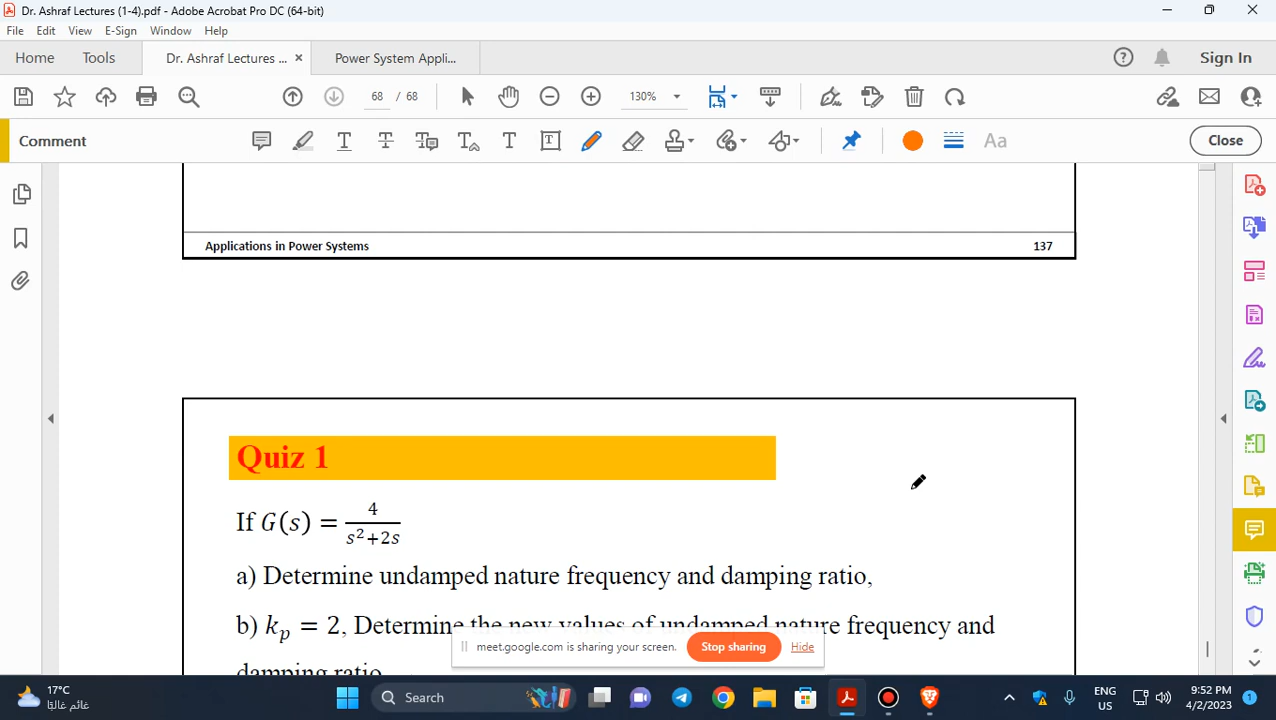 Dr. Ashraf Lectures (1-4).pdf - Adobe Acrobat Pro DC (64-bit)
File Edit View E-Sign Window Help
Home Tools Dr. Ashraf Lectures ... × Power System Appli... Sign In
68 / 68 130%
Comment Close
Applications in Power Systems 137
Quiz 1
If G(s) = 4/(s²+2s)
a) Determine undamped nature frequency and damping ratio,
b) kₚ = 2, Determine the new values of undamped nature frequency and
damping ratio
meet.google.com is sharing your screen. Stop sharing Hide
17°C
غائم غالبًا
Search
ENG
US
9:52 PM
4/2/2023
1